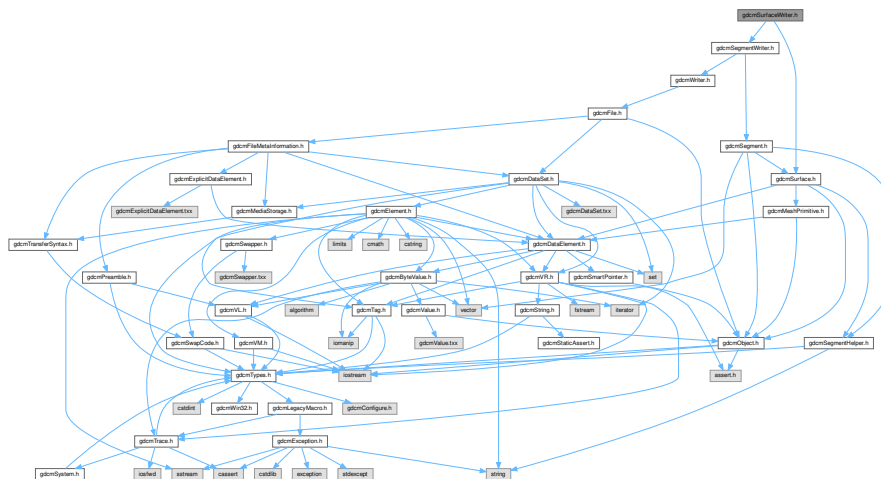 gdcmSurfaceWriter.h
gdcmSegmentWriter.h
gdcmWriter.h
gdcmFile.h
gdcmFileMetaInformation.h
gdcmSegment.h
gdcmExplicitDataElement.h
gdcmDataSet.h
gdcmSurface.h
gdcmExplicitDataElement.txx
gdcmMediaStorage.h
gdcmElement.h
gdcmDataSet.txx
gdcmMeshPrimitive.h
gdcmTransferSyntax.h
gdcmSwapper.h
limits
cmath
cstring
gdcmDataElement.h
gdcmPreamble.h
gdcmSwapper.txx
gdcmByteValue.h
gdcmVR.h
gdcmSmartPointer.h
set
gdcmVL.h
algorithm
gdcmTag.h
gdcmValue.h
vector
gdcmString.h
fstream
iterator
gdcmSwapCode.h
gdcmVM.h
iomanip
gdcmValue.txx
gdcmStaticAssert.h
gdcmObject.h
gdcmSegmentHelper.h
gdcmTypes.h
iostream
assert.h
cstdint
gdcmWin32.h
gdcmLegacyMacro.h
gdcmConfigure.h
gdcmTrace.h
gdcmException.h
gdcmSystem.h
iosfwd
sstream
cassert
cstdlib
exception
stdexcept
string